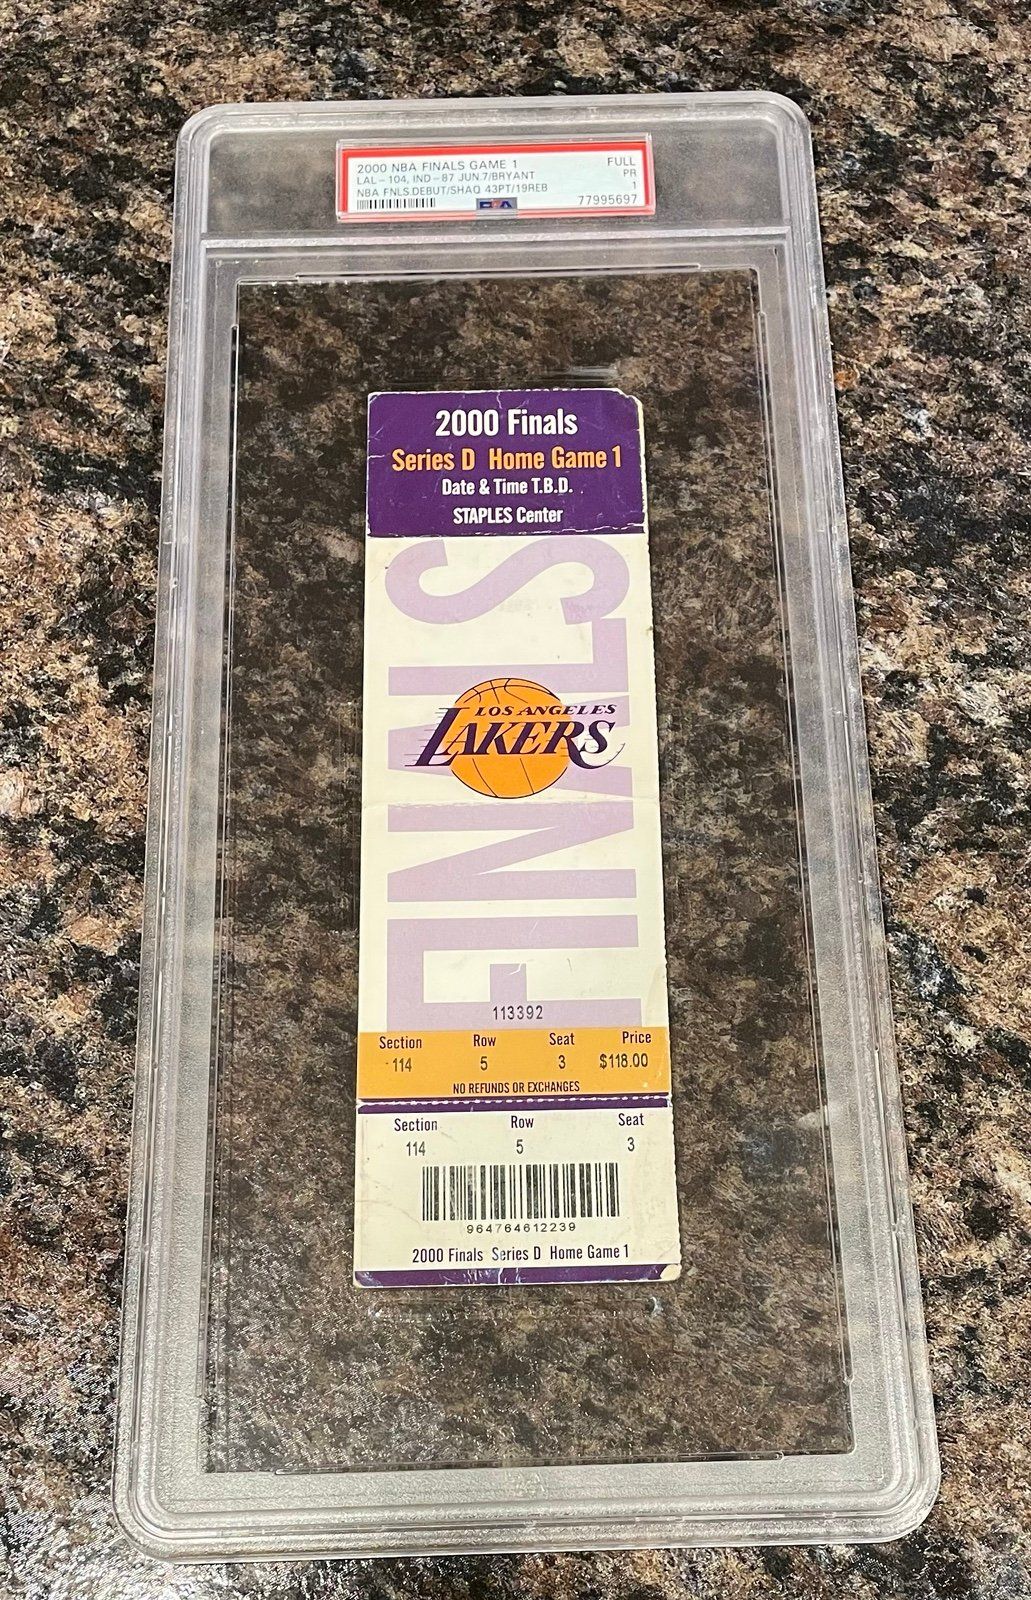 2000 NBA FINALS GAME 1 FULL
LAL-104, IND-87 JUN.7/BRYANT PR
NBA FNLS.DEBUT/SHAQ 43PT/19REB 1
PSA 77995697
2000 Finals
Series D Home Game 1
Date & Time T.B.D.
STAPLES Center
FINALS
LOS ANGELES
LAKERS
113392
Section Row Seat Price
114 5 3 $118.00
NO REFUNDS OR EXCHANGES
Section Row Seat
114 5 3
964764612239
2000 Finals Series D Home Game 1